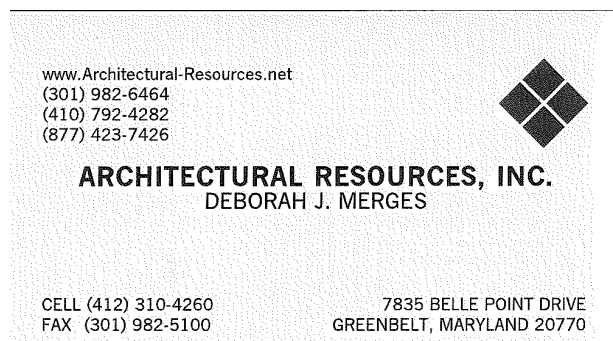 www.Architectural-Resources.net
(301) 982-6464
(410) 792-4282
(877) 423-7426
ARCHITECTURAL RESOURCES, INC.
DEBORAH J. MERGES
CELL (412) 310-4260
FAX (301) 982-5100
7835 BELLE POINT DRIVE
GREENBELT, MARYLAND 20770